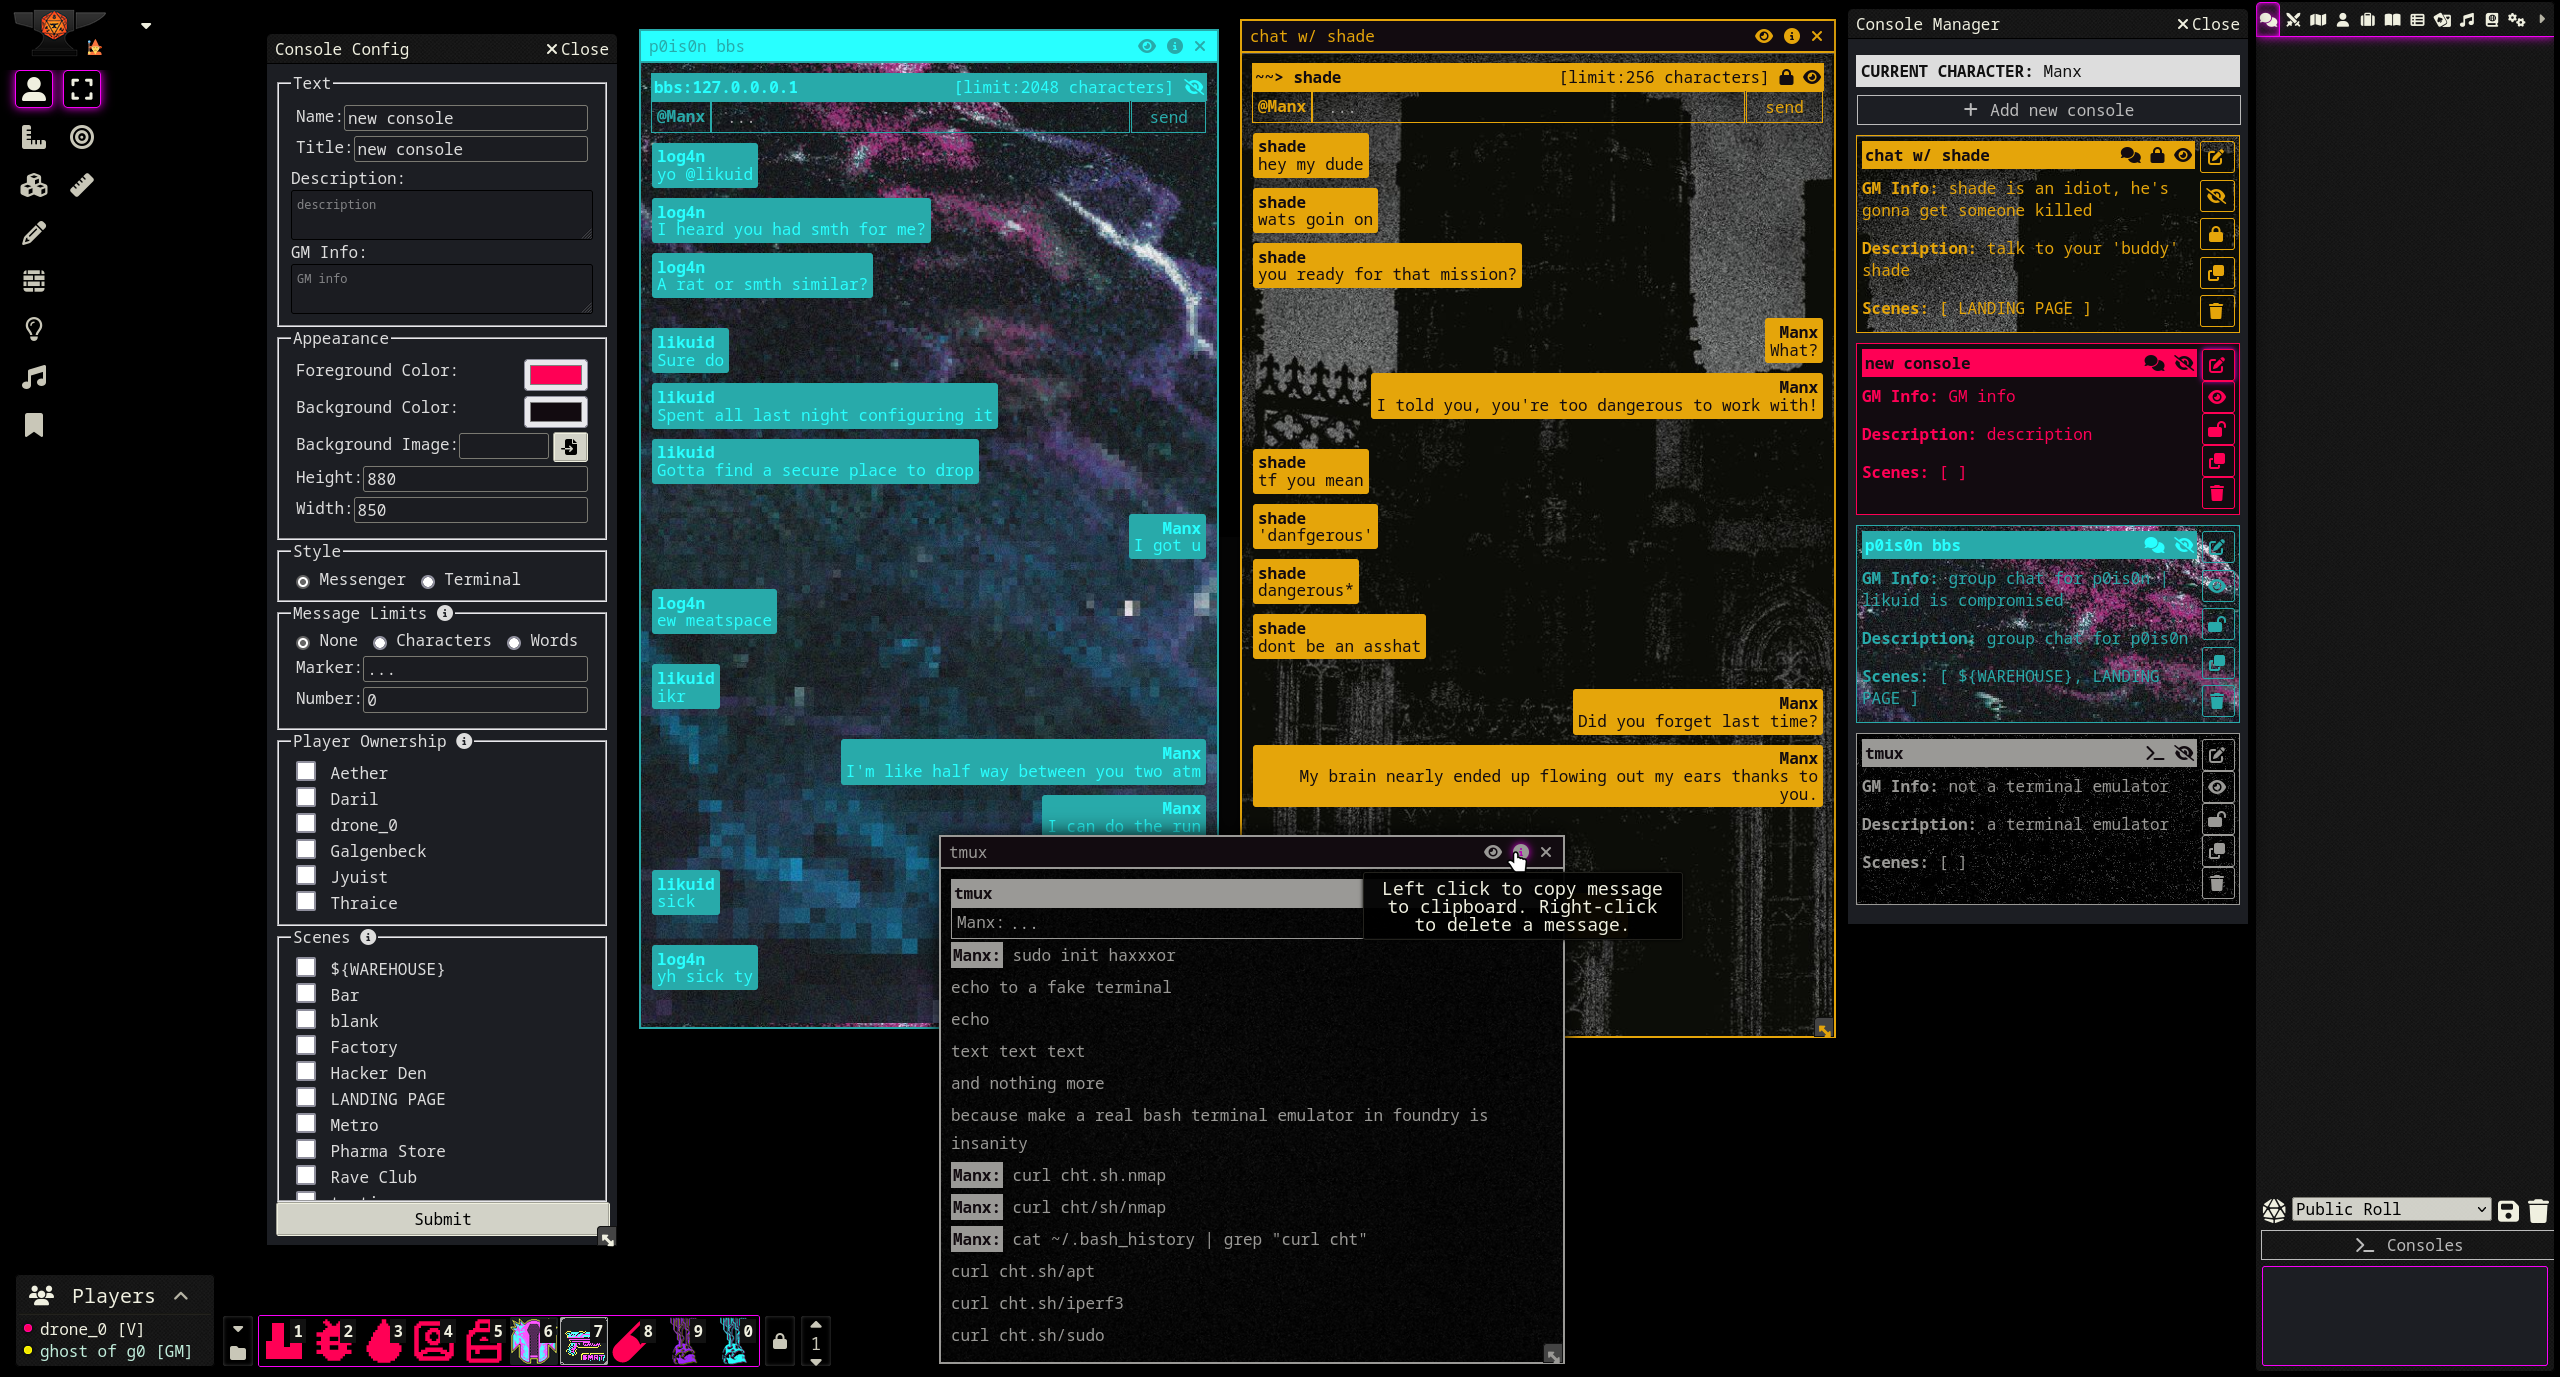 Console Config
Close
Text
Name: new console
Title: new console
Description:
description
GM Info:
GM info
Appearance
Foreground Color:
Background Color:
Background Image:
Height: 880
Width: 850
Style
Messenger Terminal
Message Limits
None Characters Words
Marker: ...
Number: 0
Player Ownership
Aether
Daril
drone_0
Galgenbeck
Jyuist
Thraice
Scenes
${WAREHOUSE}
Bar
blank
Factory
Hacker Den
LANDING PAGE
Metro
Pharma Store
Rave Club
Submit
Players
drone_0 [V]
ghost of g0 [GM]
1 2 3 4 5 6 7 8 9 0
1
p0is0n bbs
bbs:127.0.0.0.1 [limit:2048 characters]
@Manx ... send
log4n
yo @likuid
log4n
I heard you had smth for me?
log4n
A rat or smth similar?
likuid
Sure do
likuid
Spent all last night configuring it
likuid
Gotta find a secure place to drop
Manx
I got u
log4n
ew meatspace
likuid
ikr
Manx
I'm like half way between you two atm
Manx
I can do the run
likuid
sick
log4n
yh sick ty
chat w/ shade
~~> shade [limit:256 characters]
@Manx ... send
shade
hey my dude
shade
wats goin on
shade
you ready for that mission?
Manx
What?
Manx
I told you, you're too dangerous to work with!
shade
tf you mean
shade
'danfgerous'
shade
dangerous*
shade
dont be an asshat
Manx
Did you forget last time?
Manx
My brain nearly ended up flowing out my ears thanks to
you.
tmux
tmux
Manx: ...
Left click to copy message
to clipboard. Right-click
to delete a message.
Manx: sudo init haxxxor
echo to a fake terminal
echo
text text text
and nothing more
because make a real bash terminal emulator in foundry is
insanity
Manx: curl cht.sh.nmap
Manx: curl cht/sh/nmap
Manx: cat ~/.bash_history | grep "curl cht"
curl cht.sh/apt
curl cht.sh/iperf3
curl cht.sh/sudo
Console Manager
Close
CURRENT CHARACTER: Manx
+ Add new console
chat w/ shade
GM Info: shade is an idiot, he's
gonna get someone killed
Description: talk to your 'buddy'
shade
Scenes: [ LANDING PAGE ]
new console
GM Info: GM info
Description: description
Scenes: [ ]
p0is0n bbs
GM Info: group chat for p0is0n |
likuid is compromised
Description: group chat for p0is0n
Scenes: [ ${WAREHOUSE}, LANDING
PAGE ]
tmux
GM Info: not a terminal emulator
Description: a terminal emulator
Scenes: [ ]
Public Roll
Consoles